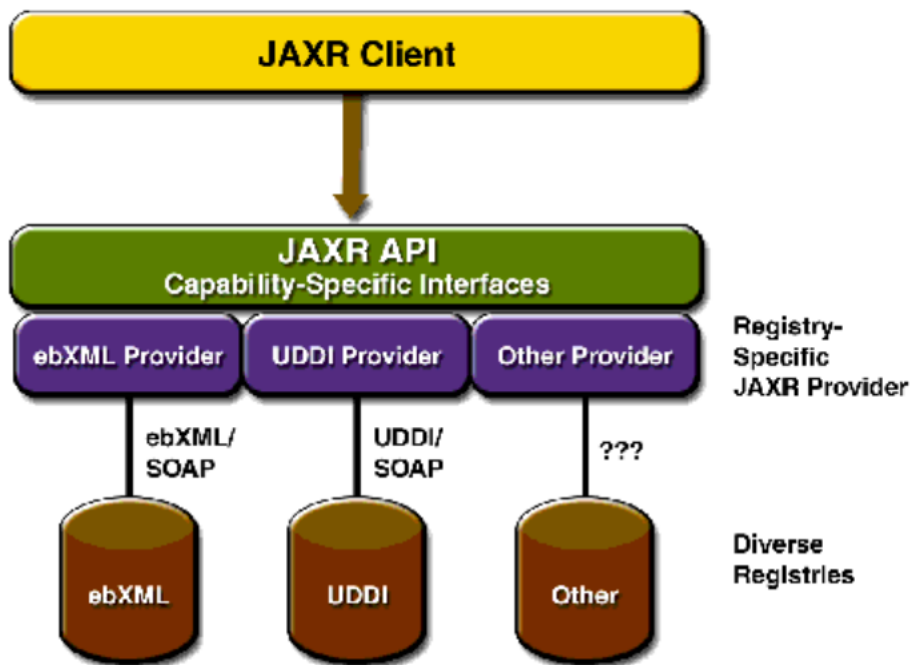 JAXR Client
JAXR API
Capability-Specific Interfaces
ebXML Provider
UDDI Provider
Other Provider
Registry-
Specific
JAXR Provider
ebXML/
SOAP
UDDI/
SOAP
???
ebXML
UDDI
Other
Diverse
Registries